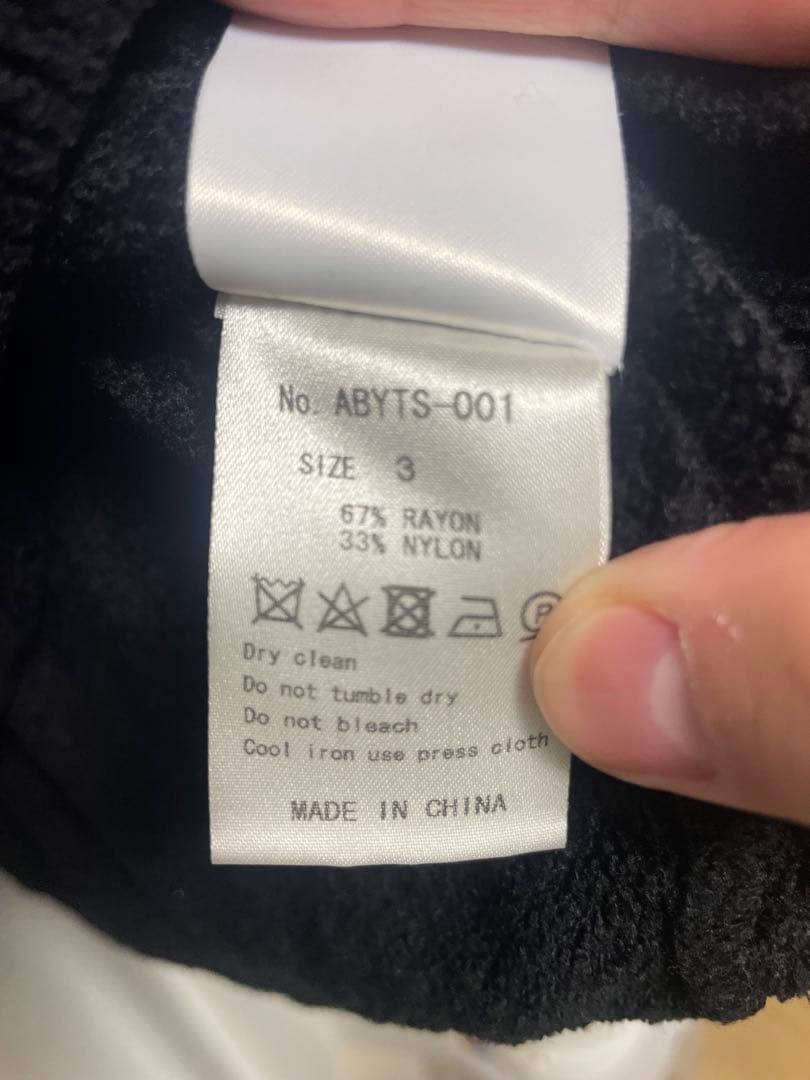 No. ABYTS-001
SIZE 3
67% RAYON
33% NYLON
P
Dry clean
Do not tumble dry
Do not bleach
Cool iron use press cloth
MADE IN CHINA